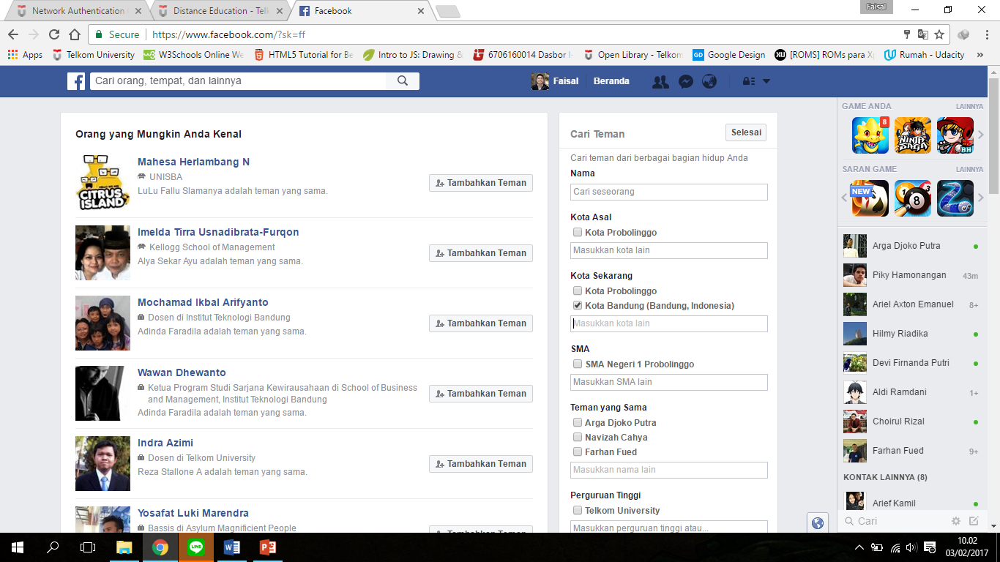 Network Authentication
Distance Education - Telk
Facebook
Faisal
Secure
https://www.facebook.com/?sk=ff
Apps
Telkom University
W3Schools Online We
HTML5 Tutorial for Be
Intro to JS: Drawing &
6706160014 Dasbor I-
Open Library - Telkom
Google Design
[ROMS] ROMs para Xp
Rumah - Udacity
Cari orang, tempat, dan lainnya
Faisal
Beranda
Orang yang Mungkin Anda Kenal
CITRUS
ISLAND
Mahesa Herlambang N
UNISBA
LuLu Fallu Slamanya adalah teman yang sama.
Tambahkan Teman
Imelda Tirra Usnadibrata-Furqon
Kellogg School of Management
Alya Sekar Ayu adalah teman yang sama.
Tambahkan Teman
Mochamad Ikbal Arifyanto
Dosen di Institut Teknologi Bandung
Adinda Faradila adalah teman yang sama.
Tambahkan Teman
Wawan Dhewanto
Ketua Program Studi Sarjana Kewirausahaan di School of Business
and Management, Institut Teknologi Bandung
Adinda Faradila adalah teman yang sama.
Tambahkan Teman
Indra Azimi
Dosen di Telkom University
Reza Stallone A adalah teman yang sama.
Tambahkan Teman
Yosafat Luki Marendra
Bassis di Asylum Magnificient People
Tambahkan Teman
Cari Teman
Selesai
Cari teman dari berbagai bagian hidup Anda
Nama
Cari seseorang
Kota Asal
Kota Probolinggo
Masukkan kota lain
Kota Sekarang
Kota Probolinggo
Kota Bandung (Bandung, Indonesia)
Masukkan kota lain
SMA
SMA Negeri 1 Probolinggo
Masukkan SMA lain
Teman yang Sama
Arga Djoko Putra
Navizah Cahya
Farhan Fued
Masukkan nama lain
Perguruan Tinggi
Telkom University
Masukkan perguruan tinggi atau...
GAME ANDA
LAINNYA
8
NINJA
SAGA
BH
SARAN GAME
LAINNYA
NEW
8
Arga Djoko Putra
Piky Hamonangan
43m
Ariel Axton Emanuel
8+
Hilmy Riadika
Devi Firnanda Putri
Aldi Ramdani
1+
Choirul Rizal
Farhan Fued
9+
KONTAK LAINNYA (8)
Arief Kamil
Cari
10.02
03/02/2017